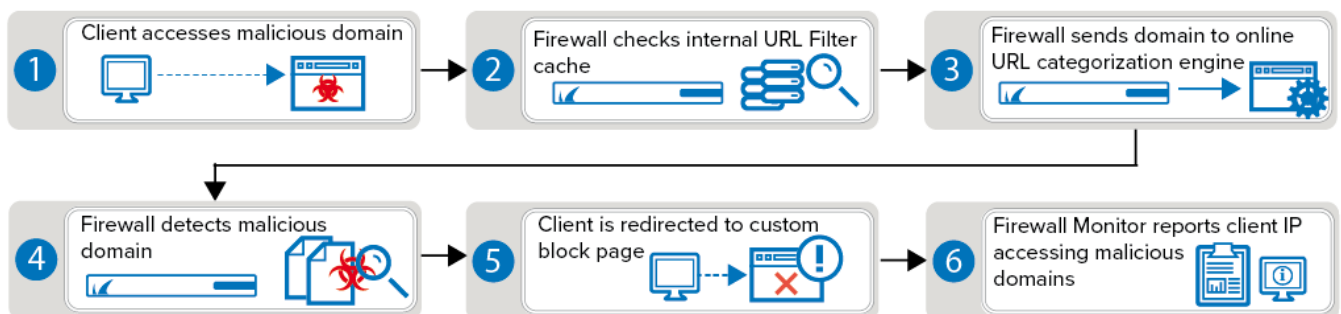 1
Client accesses malicious domain
2
Firewall checks internal URL Filter
cache
3
Firewall sends domain to online
URL categorization engine
4
Firewall detects malicious
domain
5
Client is redirected to custom
block page
6
Firewall Monitor reports client IP
accessing malicious
domains